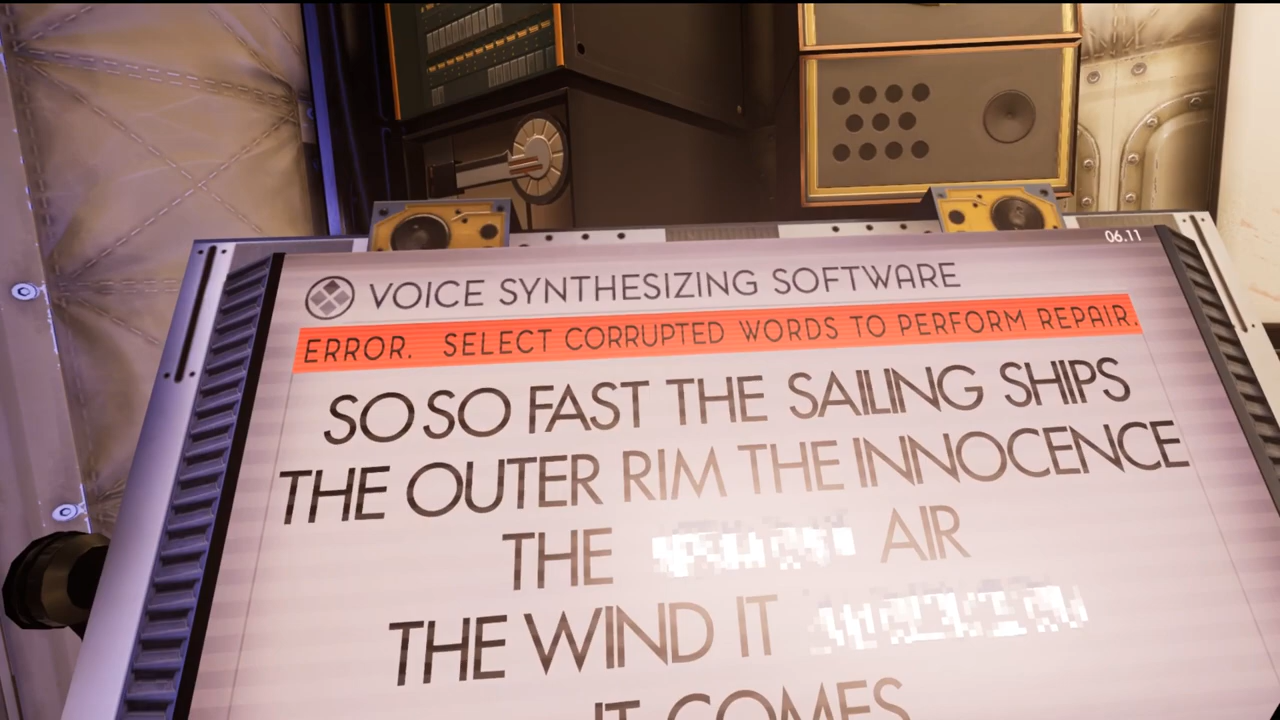 06.11
VOICE SYNTHESIZING SOFTWARE
ERROR. SELECT CORRUPTED WORDS TO PERFORM REPAIR.
SO SO FAST THE SAILING SHIPS
THE OUTER RIM THE INNOCENCE
THE AIR
THE WIND IT
IT COMES